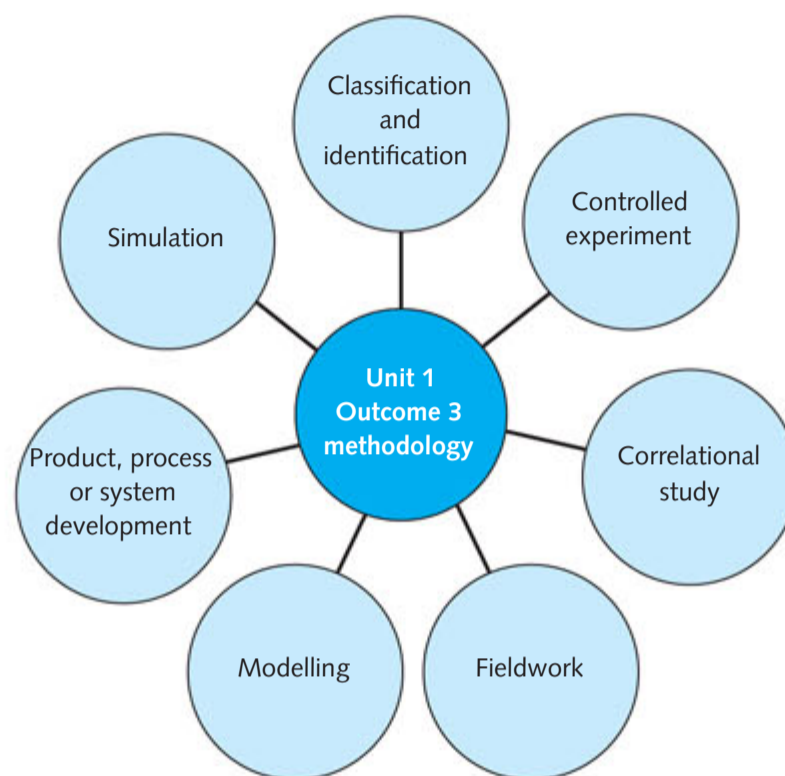 Classification
and
identification
Controlled
experiment
Simulation
Unit 1
Outcome 3
methodology
Correlational
study
Product, process
or system
development
Modelling
Fieldwork